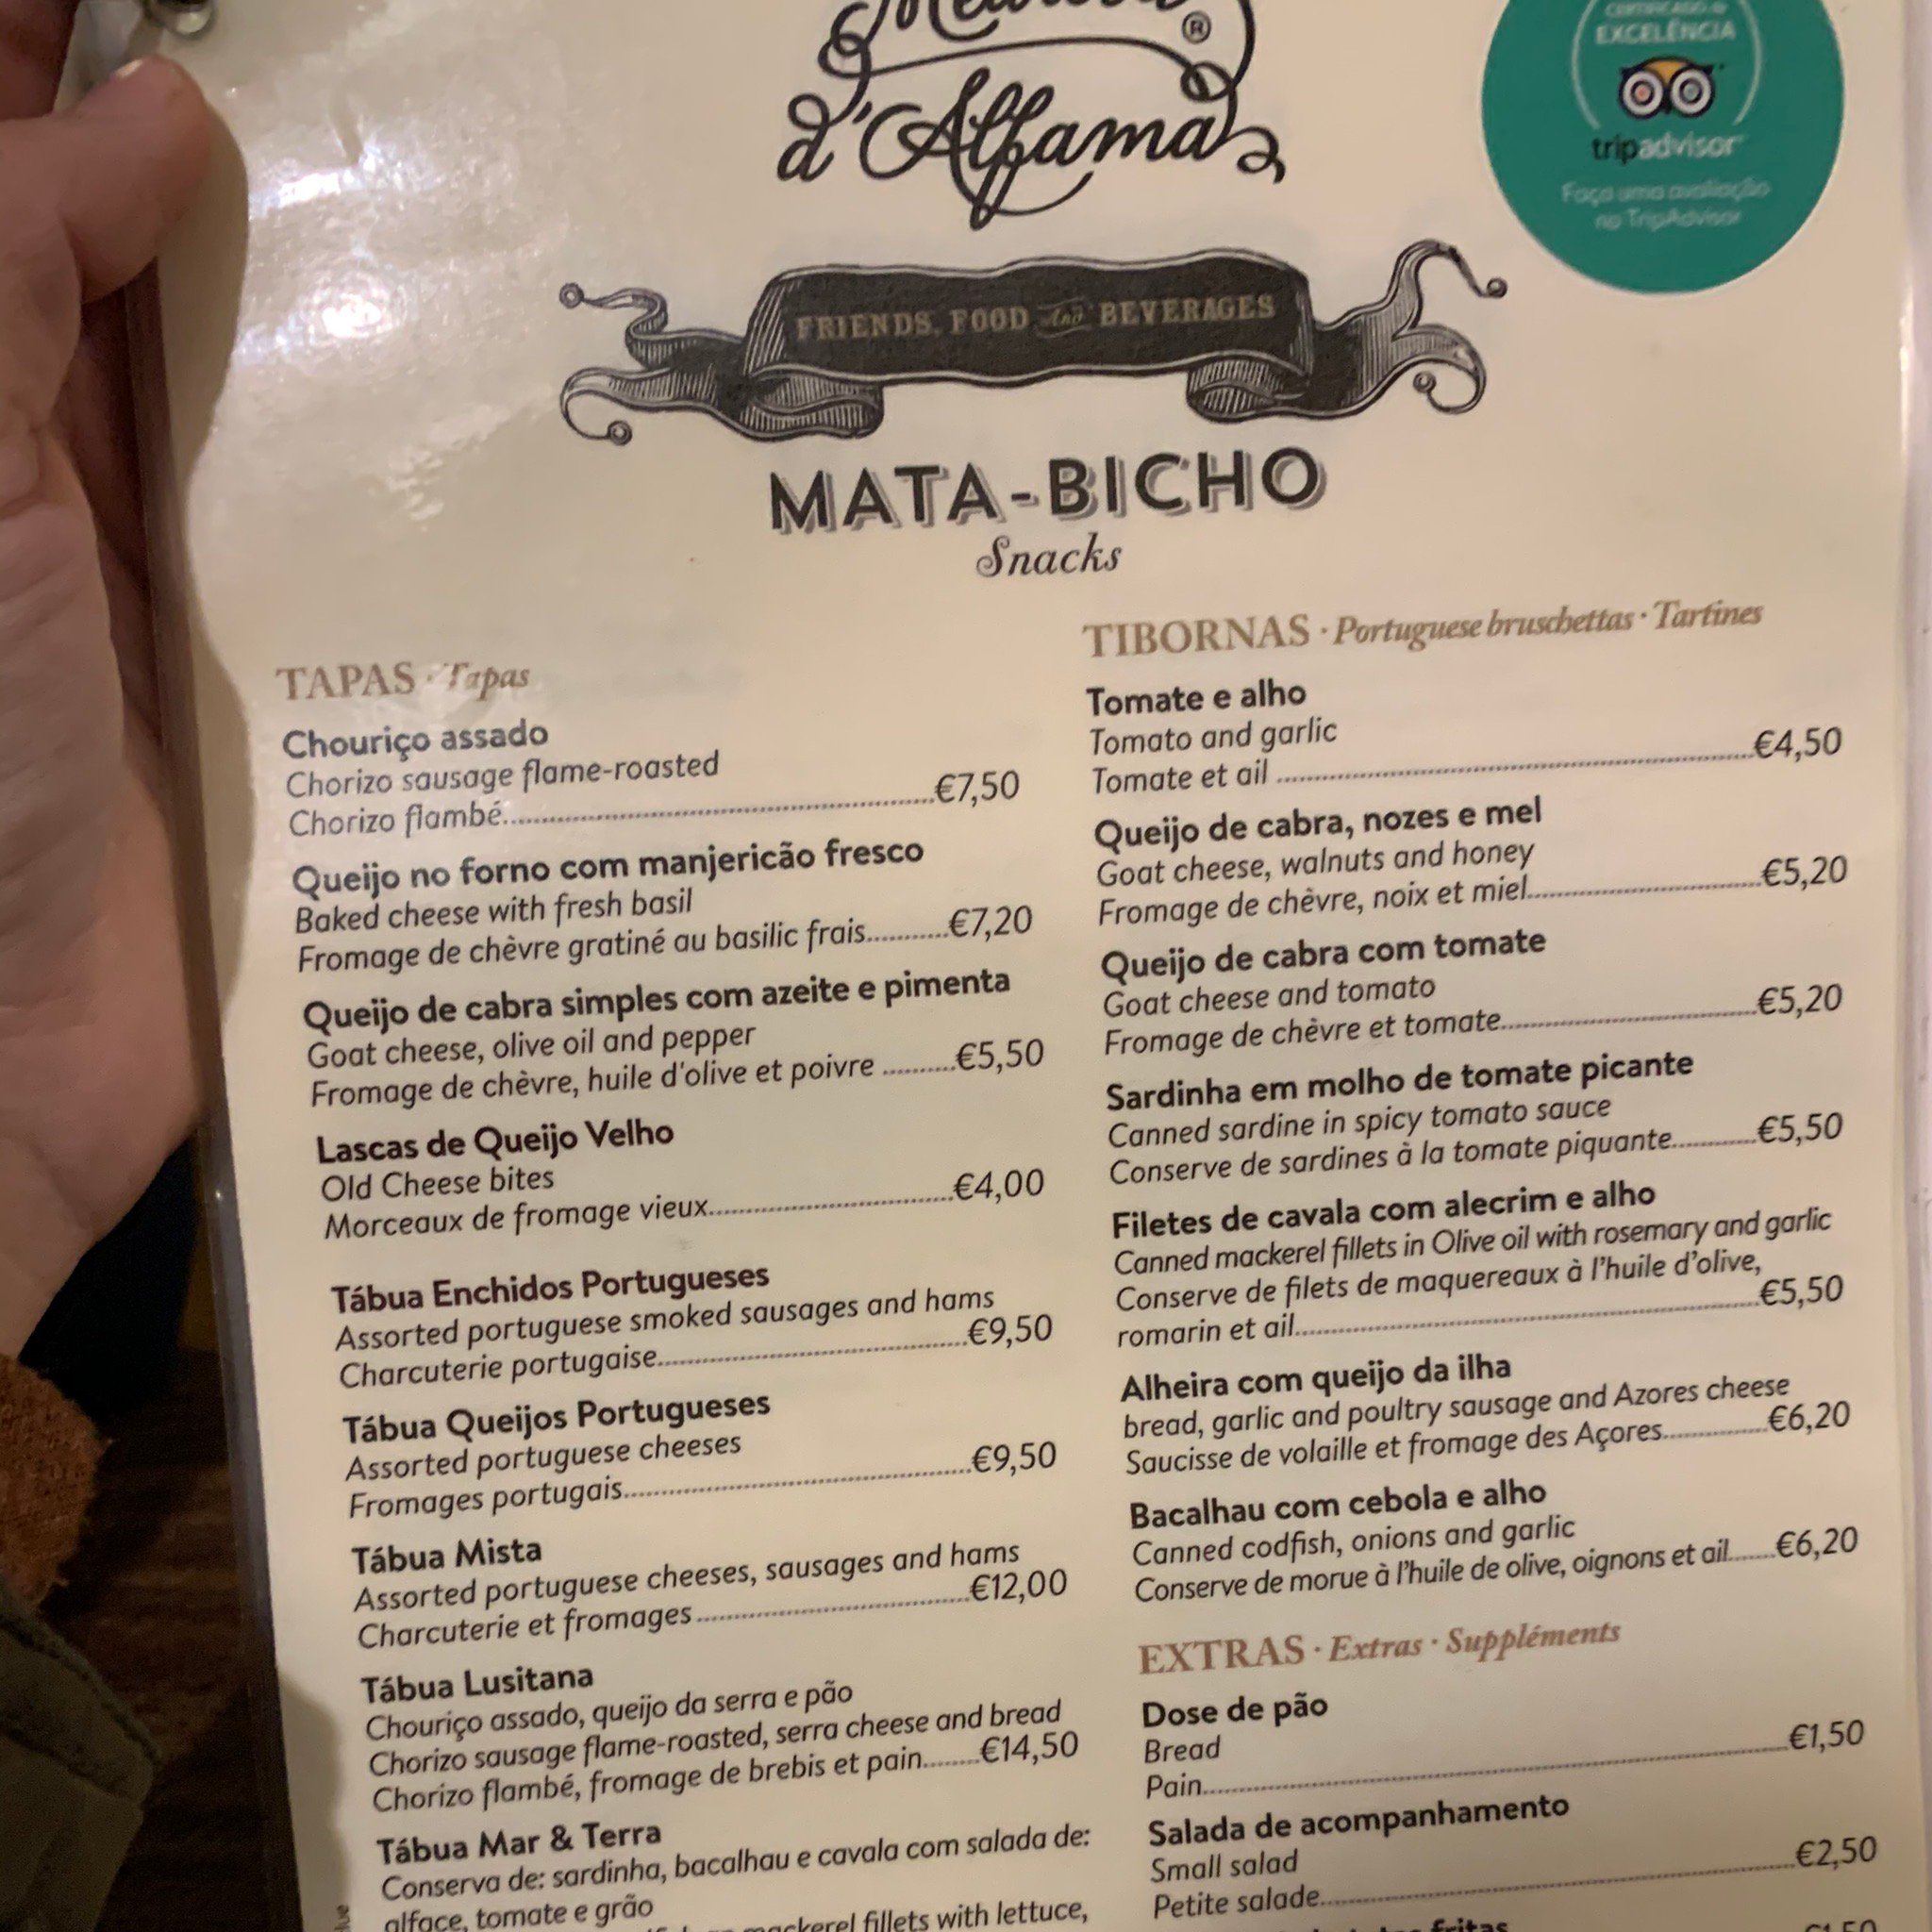 d'Alfama
®
CERTIFICADO de
EXCELÊNCIA
tripadvisor
Faça uma avaliação
no TripAdvisor
FRIENDS, FOOD And BEVERAGES
MATA-BICHO
Snacks
TAPAS · Tapas
Chouriço assado
Chorizo sausage flame-roasted
Chorizo flambé..........€7,50
Queijo no forno com manjericão fresco
Baked cheese with fresh basil
Fromage de chèvre gratiné au basilic frais..........€7,20
Queijo de cabra simples com azeite e pimenta
Goat cheese, olive oil and pepper
Fromage de chèvre, huile d'olive et poivre ..........€5,50
Lascas de Queijo Velho
Old Cheese bites
Morceaux de fromage vieux..........€4,00
Tábua Enchidos Portugueses
Assorted portuguese smoked sausages and hams
Charcuterie portugaise..........€9,50
Tábua Queijos Portugueses
Assorted portuguese cheeses
Fromages portugais..........€9,50
Tábua Mista
Assorted portuguese cheeses, sausages and hams
Charcuterie et fromages ..........€12,00
Tábua Lusitana
Chouriço assado, queijo da serra e pão
Chorizo sausage flame-roasted, serra cheese and bread
Chorizo flambé, fromage de brebis et pain..........€14,50
Tábua Mar & Terra
Conserva de: sardinha, bacalhau e cavala com salada de:
alface, tomate e grão
mackerel fillets with lettuce,
TIBORNAS · Portuguese bruschettas · Tartines
Tomate e alho
Tomato and garlic
Tomate et ail ..........€4,50
Queijo de cabra, nozes e mel
Goat cheese, walnuts and honey
Fromage de chèvre, noix et miel..........€5,20
Queijo de cabra com tomate
Goat cheese and tomato
Fromage de chèvre et tomate..........€5,20
Sardinha em molho de tomate picante
Canned sardine in spicy tomato sauce
Conserve de sardines à la tomate piquante..........€5,50
Filetes de cavala com alecrim e alho
Canned mackerel fillets in Olive oil with rosemary and garlic
Conserve de filets de maquereaux à l'huile d'olive,
romarin et ail..........€5,50
Alheira com queijo da ilha
bread, garlic and poultry sausage and Azores cheese
Saucisse de volaille et fromage des Açores..........€6,20
Bacalhau com cebola e alho
Canned codfish, onions and garlic
Conserve de morue à l'huile de olive, oignons et ail..........€6,20
EXTRAS · Extras · Suppléments
Dose de pão
Bread
Pain..........€1,50
Salada de acompanhamento
Small salad
Petite salade..........€2,50
fritas